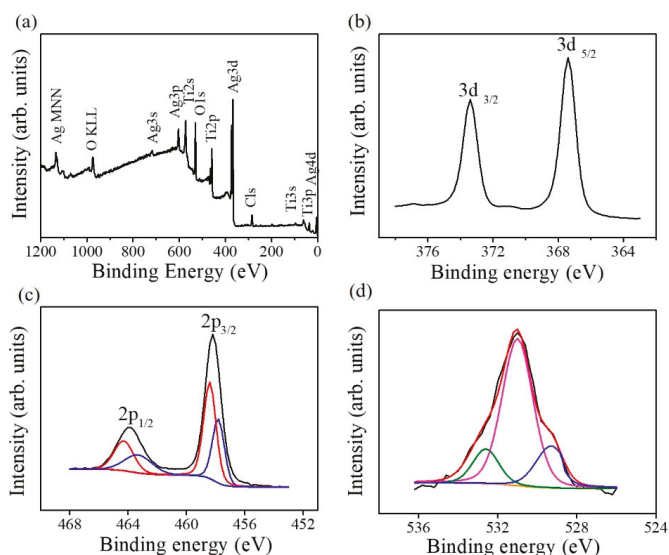 (a)
Intensity (arb. units)
Ag MNN
O KLL
Ag3s
Ag3p
Ti2s
O1s
Ti2p
Ag3d
C1s
Ti3s
Ti3p
Ag4d
1200 1000 800 600 400 200 0
Binding Energy (eV)
(b)
Intensity (arb. units)
3d 3/2
3d 5/2
376 372 368 364
Binding energy (eV)
(c)
Intensity (arb. units)
2p1/2
2p3/2
468 464 460 456 452
Binding energy (eV)
(d)
Intensity (arb. units)
536 532 528 524
Binding energy (eV)